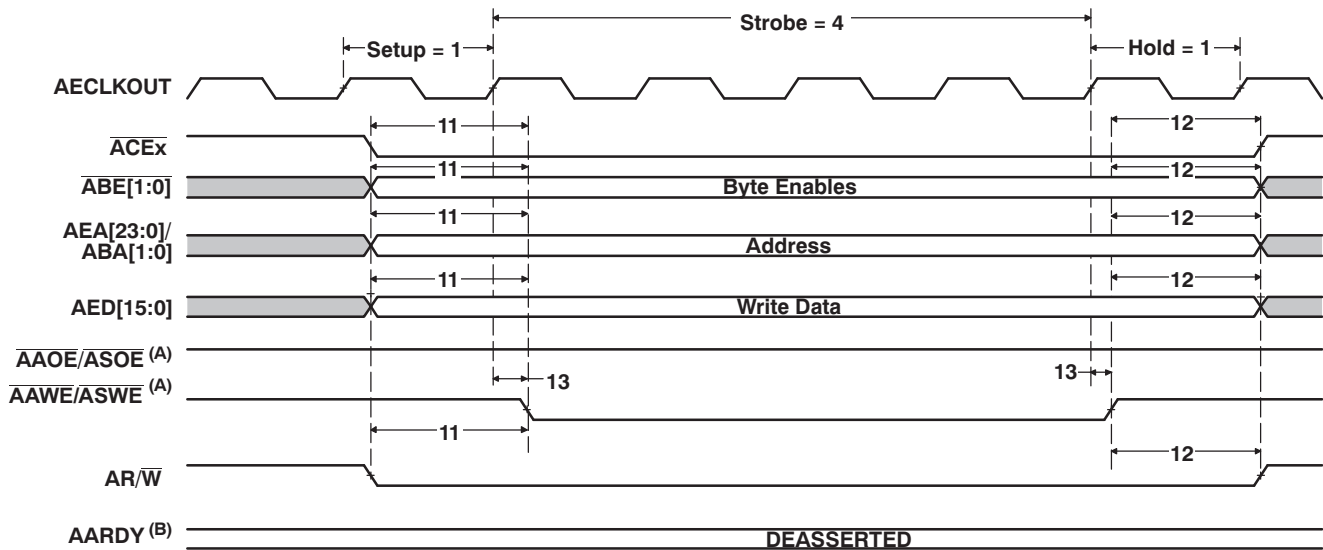 Strobe = 4
Setup = 1
Hold = 1
AECLKOUT
11
12
ACEx
11
12
ABE[1:0]
Byte Enables
11
12
AEA[23:0]/
ABA[1:0]
Address
11
12
AED[15:0]
Write Data
AAOE/ASOE (A)
13
13
AAWE/ASWE (A)
11
12
AR/W
AARDY (B)
DEASSERTED